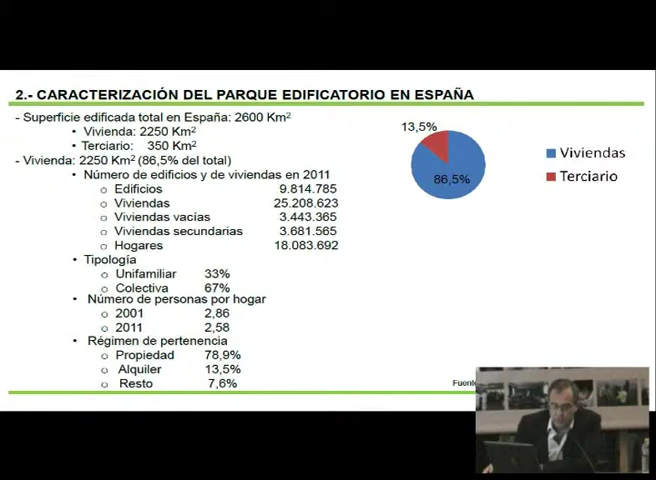 2.- CARACTERIZACIÓN DEL PARQUE EDIFICATORIO EN ESPAÑA
- Superficie edificada total en España: 2600 Km²
• Vivienda: 2250 Km²
• Terciario: 350 Km²
- Vivienda: 2250 Km² (86,5% del total)
• Número de edificios y de viviendas en 2011
o Edificios 9.814.785
o Viviendas 25.208.623
o Viviendas vacías 3.443.365
o Viviendas secundarias 3.681.565
o Hogares 18.083.692
• Tipología
o Unifamiliar 33%
o Colectiva 67%
• Número de personas por hogar
o 2001 2,86
o 2011 2,58
• Régimen de pertenencia
o Propiedad 78,9%
o Alquiler 13,5%
o Resto 7,6%
13,5%
86,5%
Viviendas
Terciario
Fuente